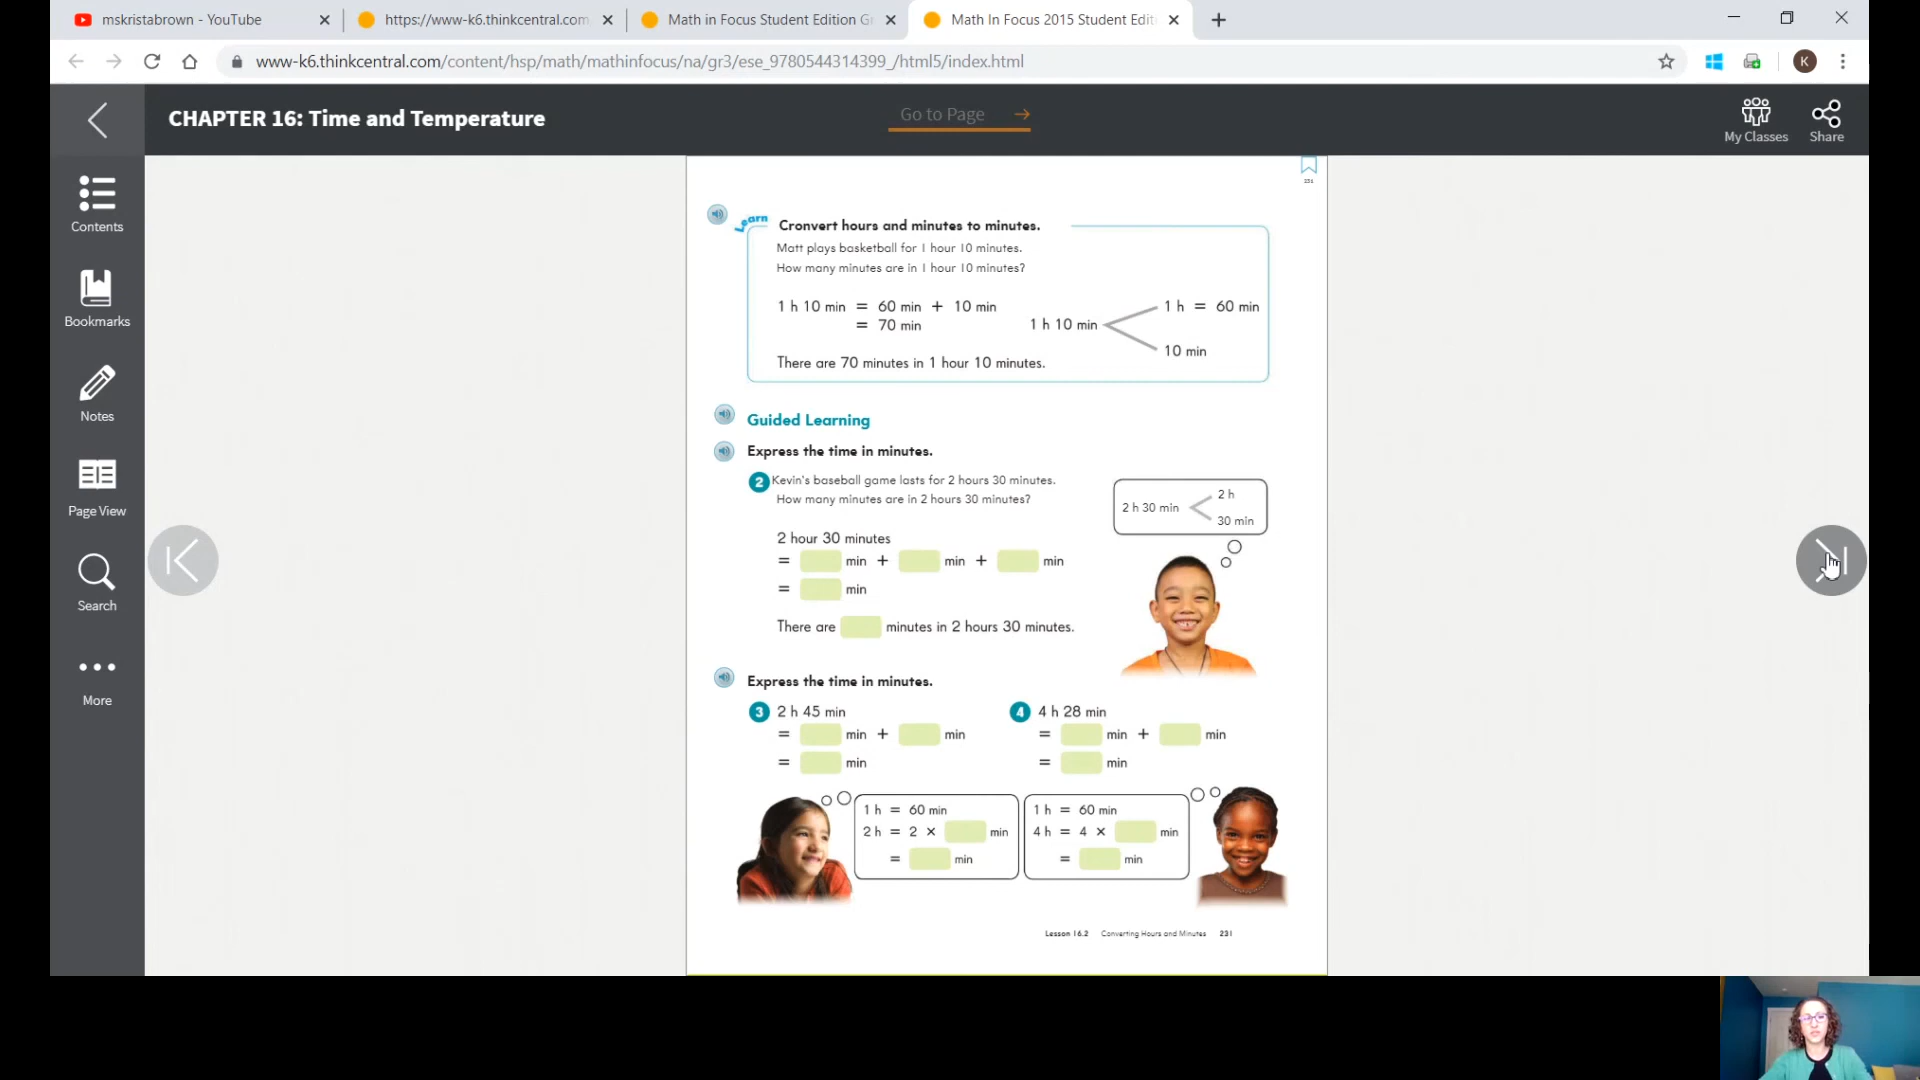 mskristabrown - YouTube
https://www-k6.thinkcentral.com
Math in Focus Student Edition G
Math In Focus 2015 Student Edit
www-k6.thinkcentral.com/content/hsp/math/mathinfocus/na/gr3/ese_9780544314399_/html5/index.html
K
CHAPTER 16: Time and Temperature
Go to Page
My Classes
Share
Contents
Bookmarks
Notes
Page View
Search
More
231
Learn
Cronvert hours and minutes to minutes.
Matt plays basketball for 1 hour 10 minutes.
How many minutes are in 1 hour 10 minutes?
1 h 10 min = 60 min + 10 min
= 70 min
1 h 10 min
1 h = 60 min
10 min
There are 70 minutes in 1 hour 10 minutes.
Guided Learning
Express the time in minutes.
2 Kevin's baseball game lasts for 2 hours 30 minutes.
How many minutes are in 2 hours 30 minutes?
2 h 30 min
2 h
30 min
2 hour 30 minutes
= min + min + min
= min
There are minutes in 2 hours 30 minutes.
Express the time in minutes.
3 2 h 45 min
= min + min
= min
4 4 h 28 min
= min + min
= min
1 h = 60 min
2 h = 2 × min
= min
1 h = 60 min
4 h = 4 × min
= min
Lesson 16.2 Converting Hours and Minutes 231